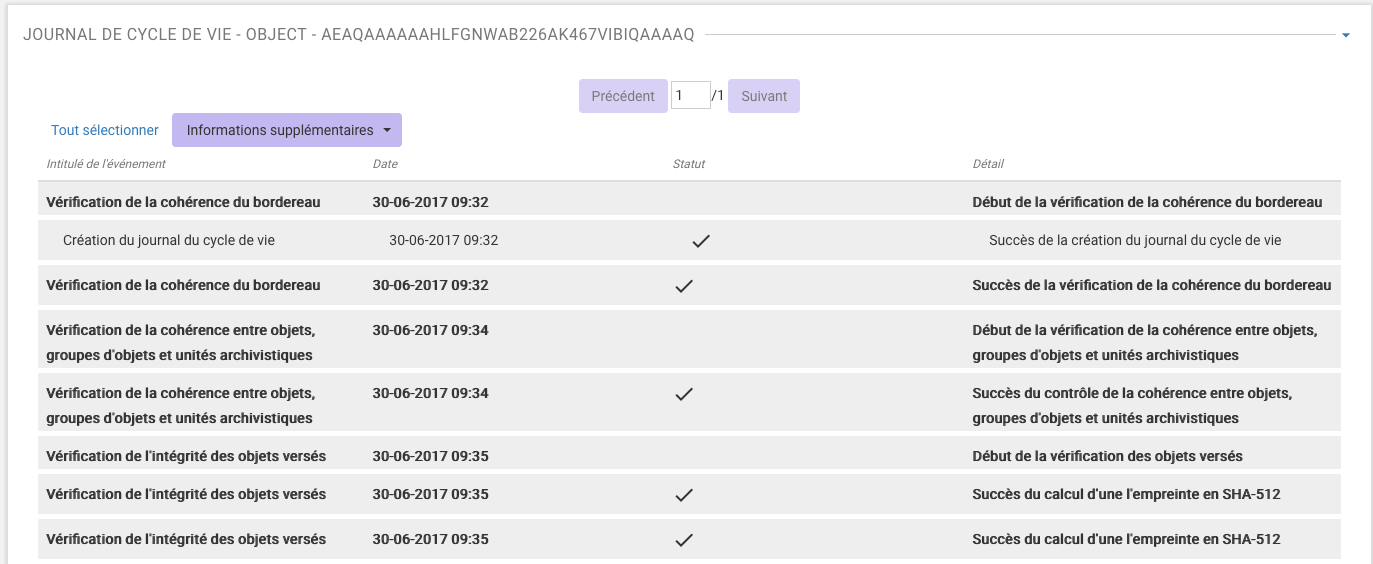 JOURNAL DE CYCLE DE VIE - OBJECT - AEAQAAAAAAHLFGNWAB226AK467VIBIQAAAAQ
Précédent 1 /1 Suivant
Tout sélectionner Informations supplémentaires
Intitulé de l'événement Date Statut Détail
Vérification de la cohérence du bordereau 30-06-2017 09:32 Début de la vérification de la cohérence du bordereau
Création du journal du cycle de vie 30-06-2017 09:32 Succès de la création du journal du cycle de vie
Vérification de la cohérence du bordereau 30-06-2017 09:32 Succès de la vérification de la cohérence du bordereau
Vérification de la cohérence entre objets, 30-06-2017 09:34 Début de la vérification de la cohérence entre objets,
groupes d'objets et unités archivistiques groupes d'objets et unités archivistiques
Vérification de la cohérence entre objets, 30-06-2017 09:34 Succès du contrôle de la cohérence entre objets,
groupes d'objets et unités archivistiques groupes d'objets et unités archivistiques
Vérification de l'intégrité des objets versés 30-06-2017 09:35 Début de la vérification des objets versés
Vérification de l'intégrité des objets versés 30-06-2017 09:35 Succès du calcul d'une l'empreinte en SHA-512
Vérification de l'intégrité des objets versés 30-06-2017 09:35 Succès du calcul d'une l'empreinte en SHA-512